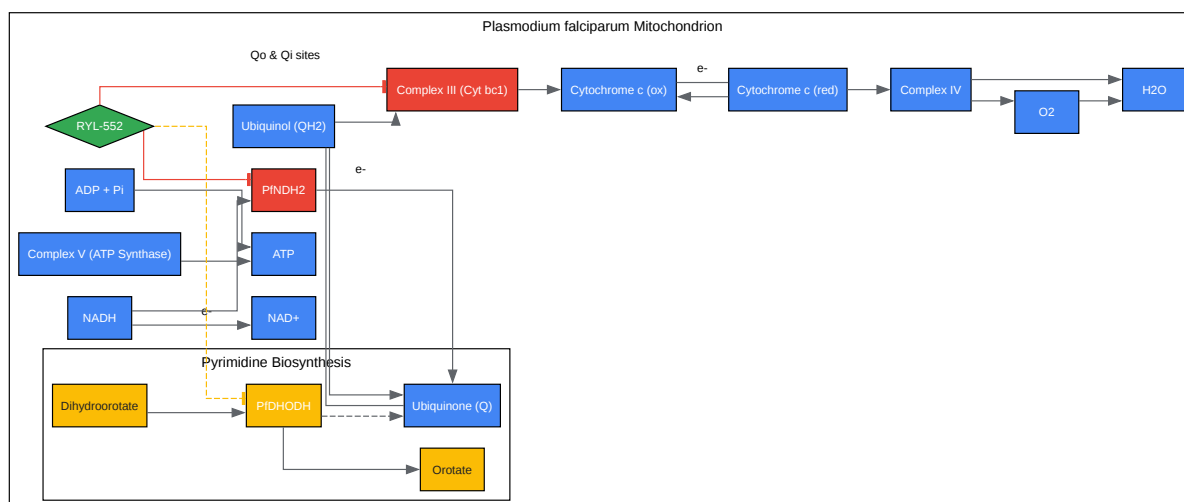 Plasmodium falciparum Mitochondrion
Qo & Qi sites
Complex III (Cyt bc1)
Cytochrome c (ox)
e-
Cytochrome c (red)
Complex IV
O2
H2O
RYL-552
Ubiquinol (QH2)
e-
ADP + Pi
PfNDH2
Complex V (ATP Synthase)
ATP
NADH
e-
NAD+
Pyrimidine Biosynthesis
Dihydroorotate
PfDHODH
Ubiquinone (Q)
Orotate